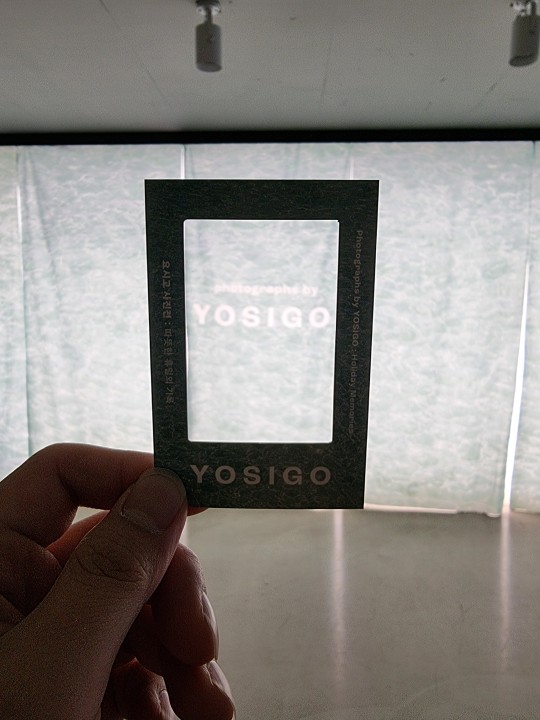 photographs by
YOSIGO
요시고 사진전 : 따뜻한 휴일의 기록
Photographs by YOSIGO : Holiday Memories
YOSIGO